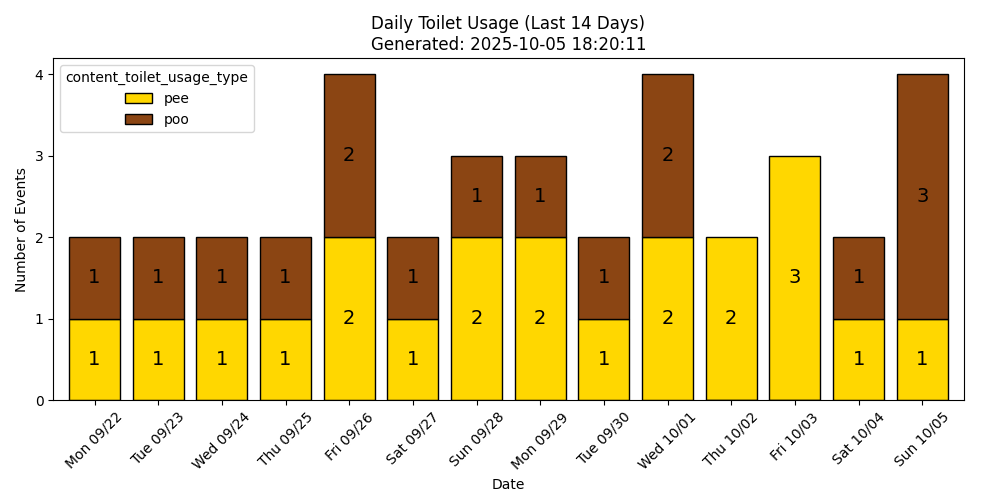 Daily Toilet Usage (Last 14 Days)
Generated: 2025-10-05 18:20:11
content_toilet_usage_type
pee
poo
Number of Events
4
3
2
1
0
1 1 1 1 2 1 1 1 1 2 1 3
1 1 1 1 2 1 2 2 1 2 2 3 1 1
Mon 09/22 Tue 09/23 Wed 09/24 Thu 09/25 Fri 09/26 Sat 09/27 Sun 09/28 Mon 09/29 Tue 09/30 Wed 10/01 Thu 10/02 Fri 10/03 Sat 10/04 Sun 10/05
Date